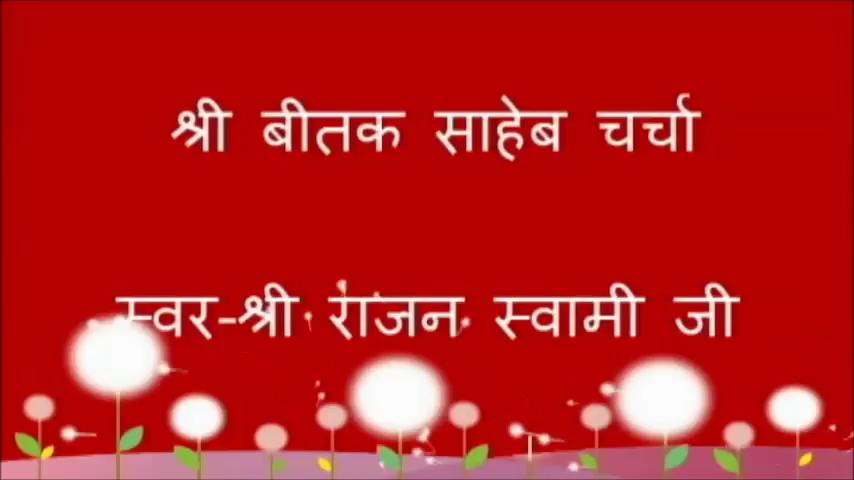 श्री बीतक साहेब चर्चा
स्वर-श्री राजन स्वामी जी